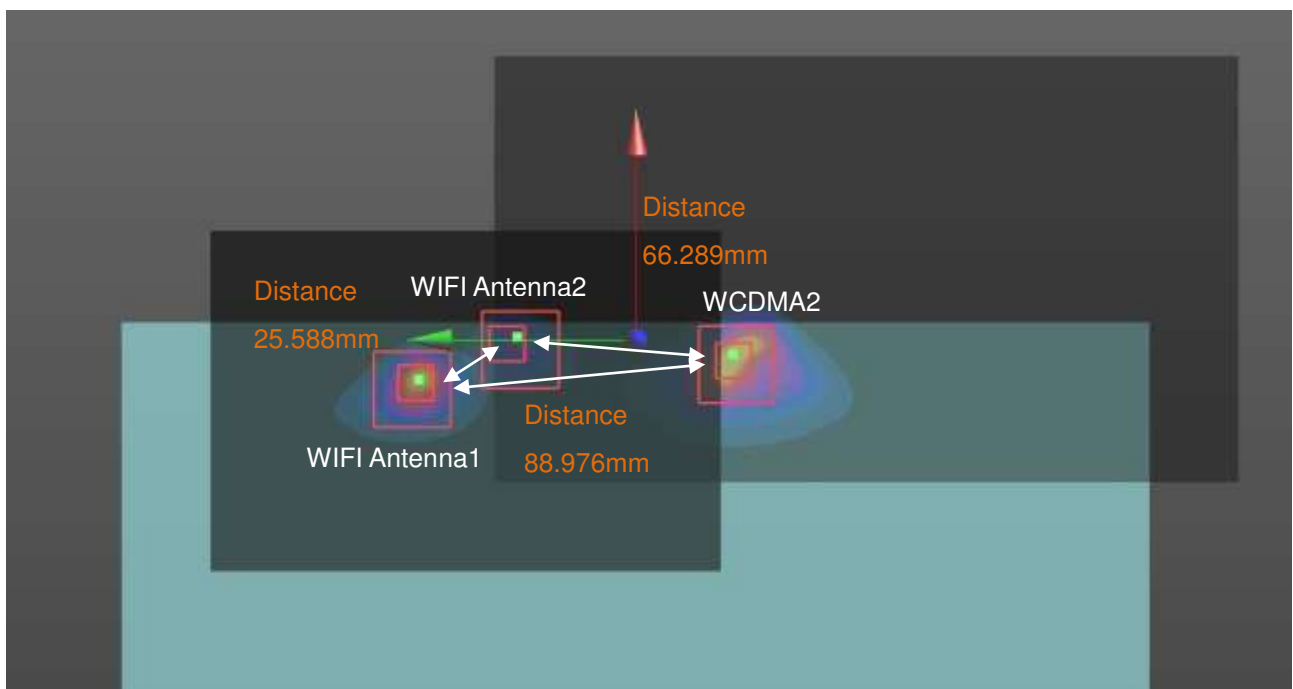 Distance
66.289mm
WIFI Antenna2
Distance
25.588mm
WCDMA2
Distance
88.976mm
WIFI Antenna1